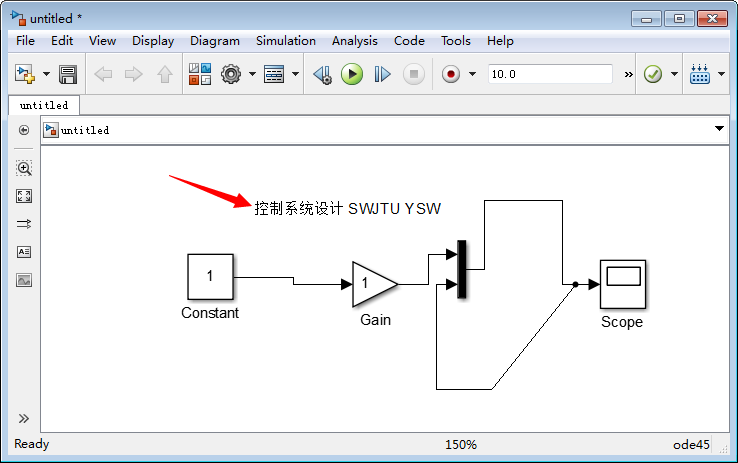 untitled *
File Edit View Display Diagram Simulation Analysis Code Tools Help
10.0 »
untitled
untitled
控制系统设计 SWJTU YSW
1
Constant
1
Gain
Scope
»
Ready 150% ode45